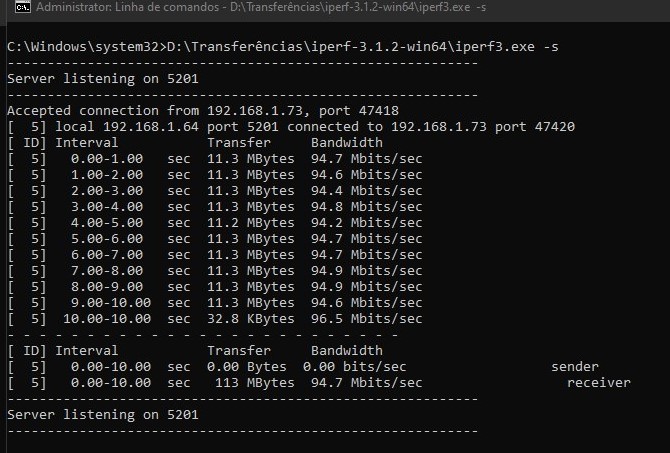 Administrator: Linha de comandos - D:\Transferências\iperf-3.1.2-win64\iperf3.exe -s
C:\Windows\system32>D:\Transferências\iperf-3.1.2-win64\iperf3.exe -s
-----------------------------------------------------------
Server listening on 5201
-----------------------------------------------------------
Accepted connection from 192.168.1.73, port 47418
[  5] local 192.168.1.64 port 5201 connected to 192.168.1.73 port 47420
[ ID] Interval           Transfer     Bandwidth
[  5]   0.00-1.00   sec  11.3 MBytes  94.7 Mbits/sec
[  5]   1.00-2.00   sec  11.3 MBytes  94.6 Mbits/sec
[  5]   2.00-3.00   sec  11.3 MBytes  94.4 Mbits/sec
[  5]   3.00-4.00   sec  11.3 MBytes  94.8 Mbits/sec
[  5]   4.00-5.00   sec  11.2 MBytes  94.2 Mbits/sec
[  5]   5.00-6.00   sec  11.3 MBytes  94.7 Mbits/sec
[  5]   6.00-7.00   sec  11.3 MBytes  94.7 Mbits/sec
[  5]   7.00-8.00   sec  11.3 MBytes  94.9 Mbits/sec
[  5]   8.00-9.00   sec  11.3 MBytes  94.9 Mbits/sec
[  5]   9.00-10.00  sec  11.3 MBytes  94.6 Mbits/sec
[  5]  10.00-10.00  sec  32.8 KBytes  96.5 Mbits/sec
- - - - - - - - - - - - - - - - - - - - - - - - -
[ ID] Interval           Transfer     Bandwidth
[  5]   0.00-10.00  sec  0.00 Bytes  0.00 bits/sec                  sender
[  5]   0.00-10.00  sec   113 MBytes  94.7 Mbits/sec                  receiver
-----------------------------------------------------------
Server listening on 5201
-----------------------------------------------------------